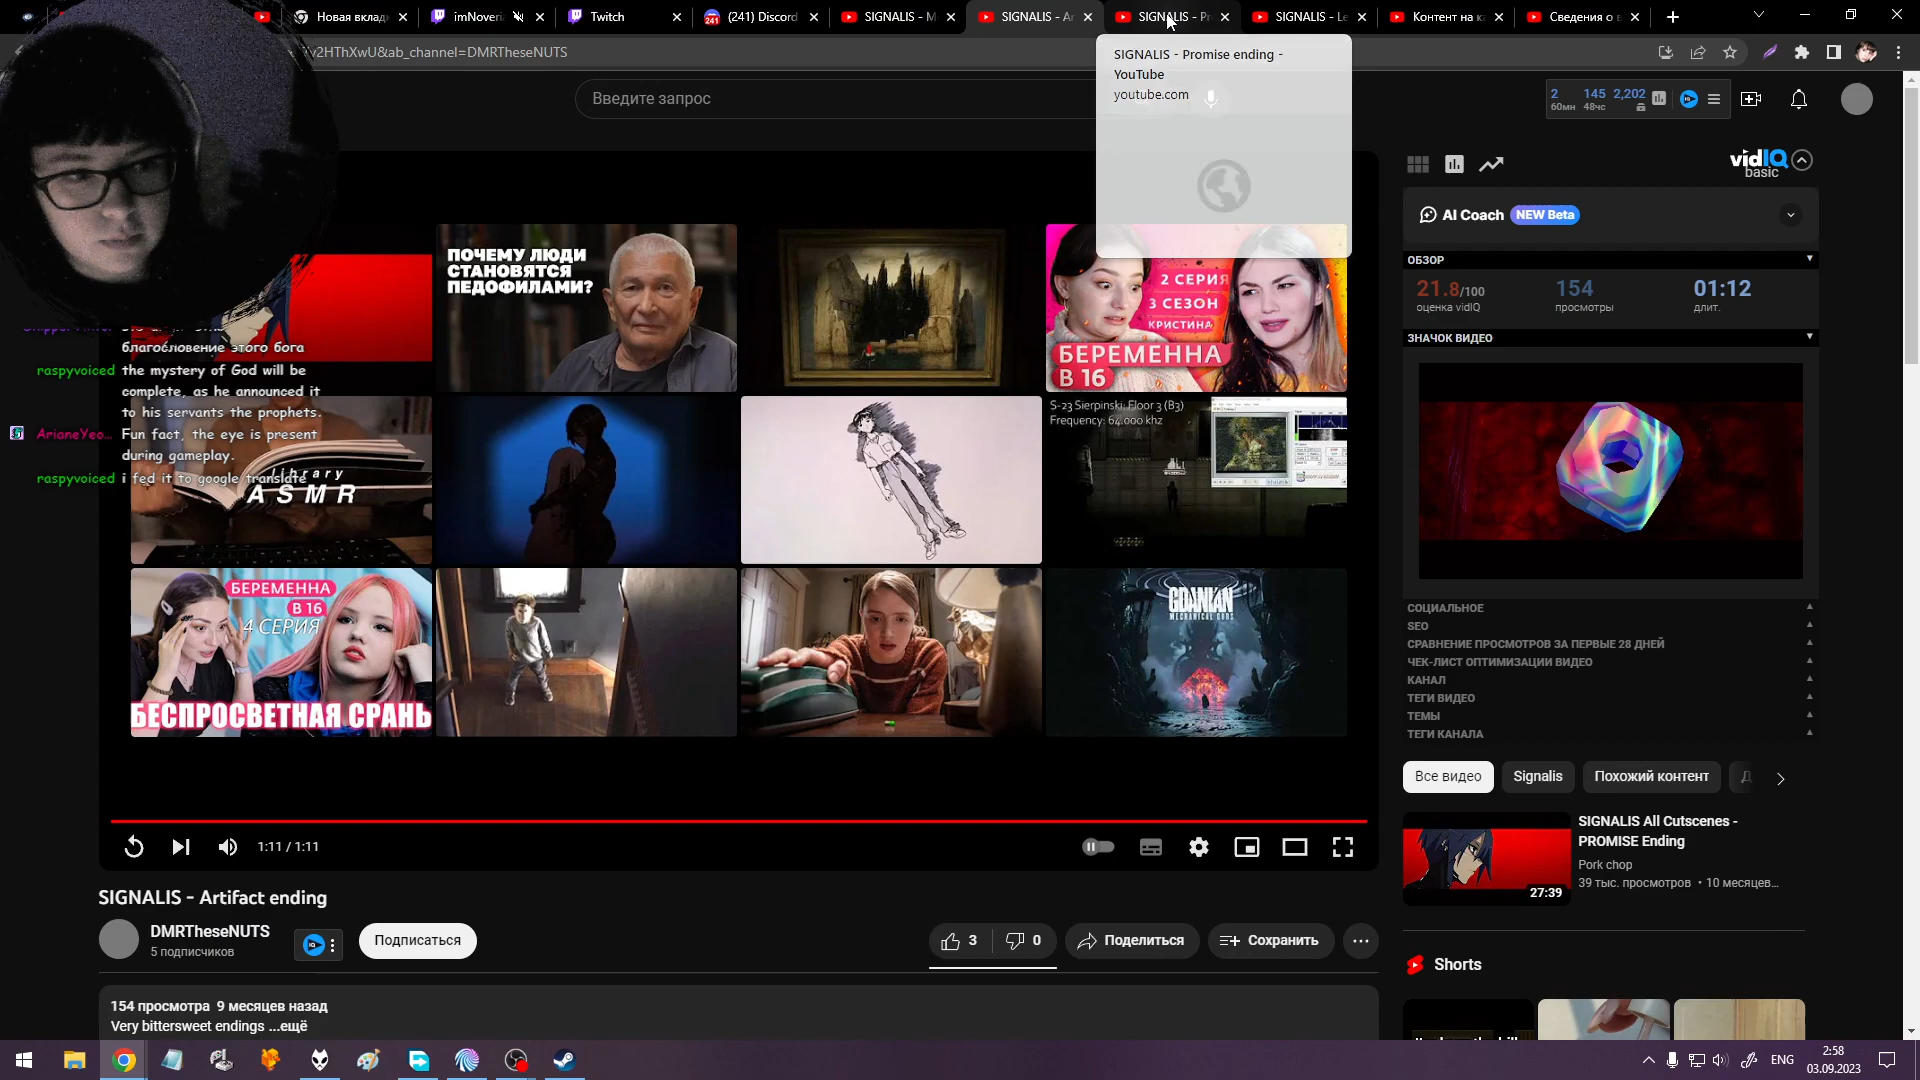 Новая вклад
imNoveri
Twitch
(241) Discord
SIGNALIS - M
SIGNALIS - Ar
SIGNALIS - Pr
SIGNALIS - Le
Контент на ка
Сведения о в
y2HThXwU&ab_channel=DMRTheseNUTS
SIGNALIS - Promise ending -
YouTube
youtube.com
Введите запрос
2
60мн
145
48чс
2,202
благословение этого бога
raspyvoiced the mystery of God will be
complete, as he announced it
to his servants the prophets.
ArianeYeo... Fun fact, the eye is present
during gameplay.
raspyvoiced i fed it to google translate
ПОЧЕМУ ЛЮДИ
СТАНОВЯТСЯ
ПЕДОФИЛАМИ?
2 СЕРИЯ
3 СЕЗОН
КРИСТИНА
БЕРЕМЕННА
В 16
library
ASMR
S-23 Sierpinski: Floor 3 (B3)
Frequency: 64.000 khz
БЕРЕМЕННА
В 16
4 СЕРИЯ
БЕСПРОСВЕТНАЯ СРАНЬ
GDANIAN
MECHANICAL GODS
1:11 / 1:11
SIGNALIS - Artifact ending
DMRTheseNUTS
5 подписчиков
Подписаться
3
0
Поделиться
Сохранить
154 просмотра 9 месяцев назад
Very bittersweet endings ...ещё
vidIQ
basic
AI Coach NEW Beta
ОБЗОР
21.8/100
оценка vidIQ
154
просмотры
01:12
длит.
ЗНАЧОК ВИДЕО
СОЦИАЛЬНОЕ
SEO
СРАВНЕНИЕ ПРОСМОТРОВ ЗА ПЕРВЫЕ 28 ДНЕЙ
ЧЕК-ЛИСТ ОПТИМИЗАЦИИ ВИДЕО
КАНАЛ
ТЕГИ ВИДЕО
ТЕМЫ
ТЕГИ КАНАЛА
Все видео
Signalis
Похожий контент
Д
SIGNALIS All Cutscenes -
PROMISE Ending
Pork chop
39 тыс. просмотров • 10 месяцев...
27:39
Shorts
ENG
2:58
03.09.2023